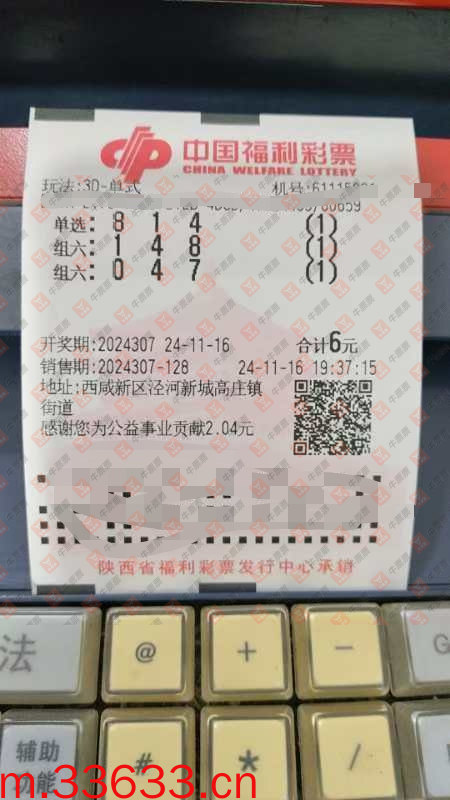 中国福利彩票
CHINA WELFARE LOTTERY
玩法:3D-单式 机号:61115
单选: 8 1 4 (1)
组六: 1 4 8 (1)
组六: 0 4 7 (1)
开奖期:2024307 24-11-16 合计6元
销售期:2024307-128 24-11-16 19:37:15
地址:西咸新区泾河新城高庄镇
街道
感谢您为公益事业贡献2.04元
陕西省福利彩票发行中心承销
法 @ + - G
辅助 # * /
功能
m.33633.cn